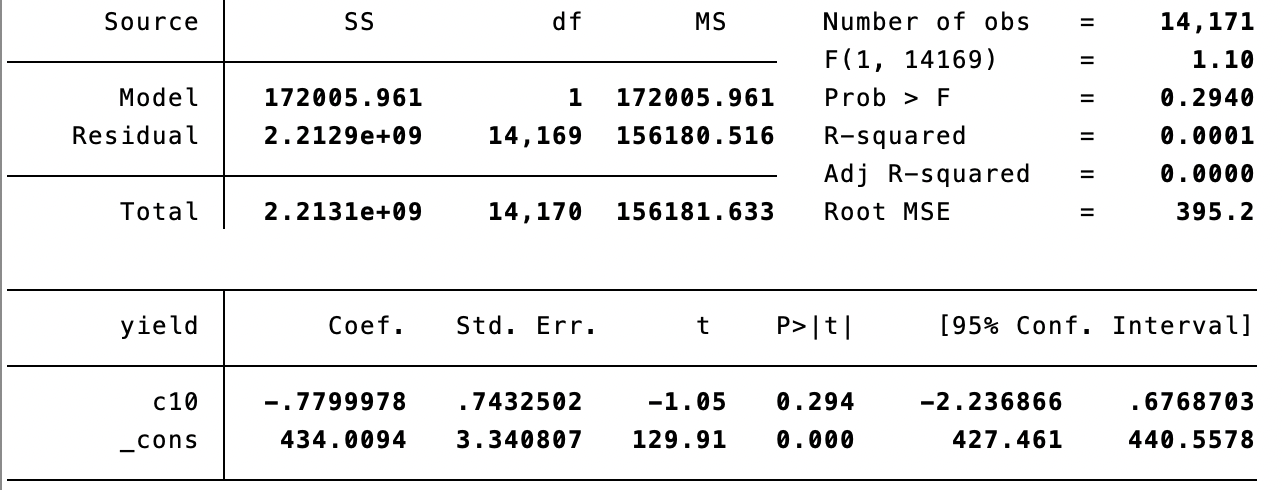 Source SS df MS Number of obs = 14,171
F(1, 14169) = 1.10
Model 172005.961 1 172005.961 Prob > F = 0.2940
Residual 2.2129e+09 14,169 156180.516 R-squared = 0.0001
Adj R-squared = 0.0000
Total 2.2131e+09 14,170 156181.633 Root MSE = 395.2
yield Coef. Std. Err. t P>|t| [95% Conf. Interval]
c10 -.7799978 .7432502 -1.05 0.294 -2.236866 .6768703
_cons 434.0094 3.340807 129.91 0.000 427.461 440.5578